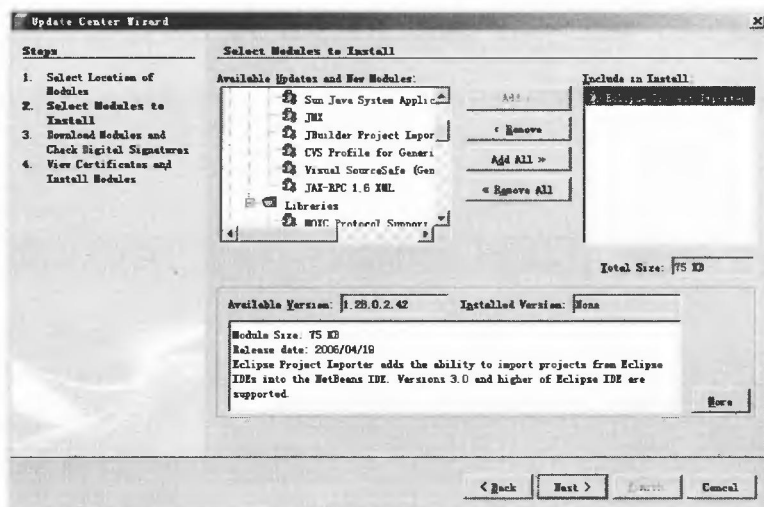 Update Center Wizard
Steps
1. Select Location of
Modules
2. Select Modules to
Install
3. Download Modules and
Check Digital Signatures
4. View Certificates and
Install Modules
Select Modules to Install
Available Updates and New Modules:
Sun Java System Applic
JMX
JBuilder Project Impor
CVS Profile for Generi
Visual SourceSafe (Gen
JAX-RPC 1.6 XML
Libraries
Protocol Support
Add
< Remove
Add All »
« Remove All
Include in Install:
Eclipse Project Importer
Total Size: 75 KB
Available Version: 1.28.0.2.42
Installed Version: None
Module Size: 75 KB
Release date: 2006/04/19
Eclipse Project Importer adds the ability to import projects from Eclipse
IDEs into the NetBeans IDE. Versions 3.0 and higher of Eclipse IDE are
supported.
More
< Back
Next >
Finish
Cancel